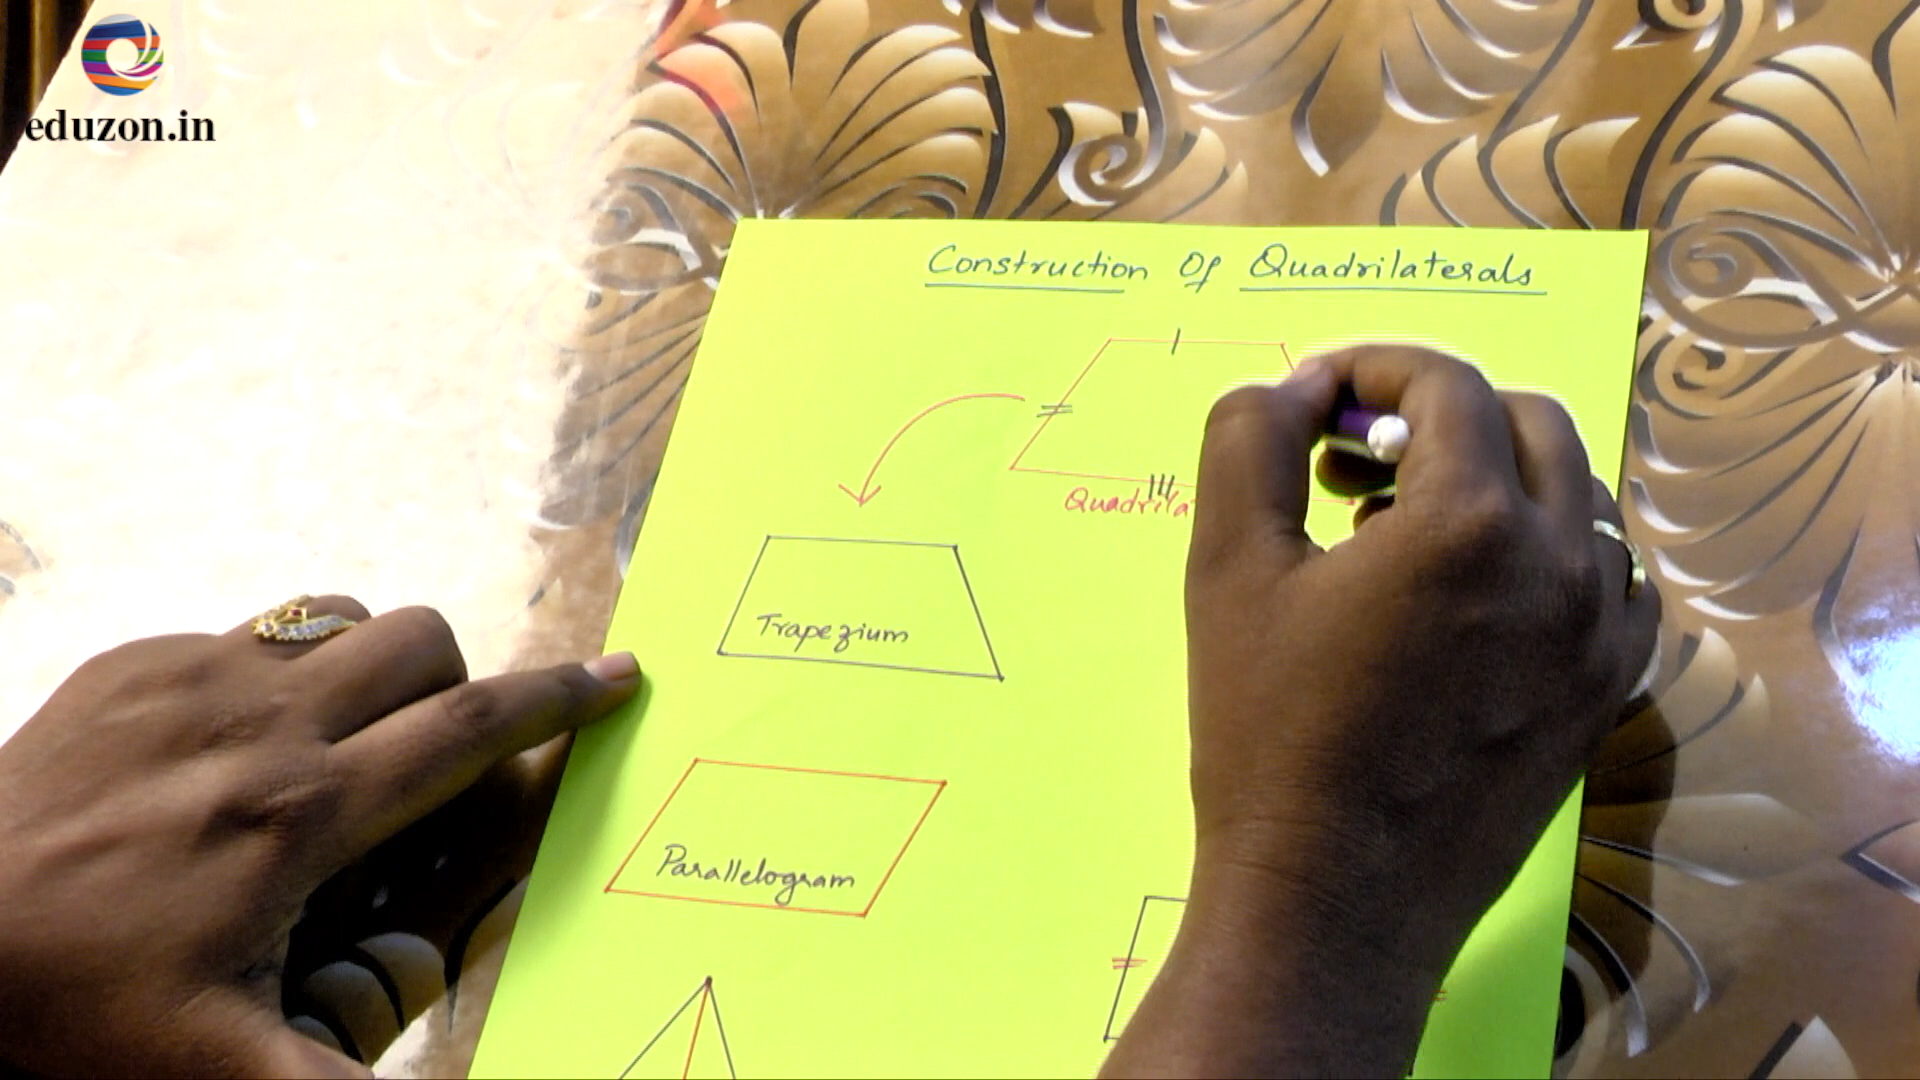 eduzon.in
Construction Of Quadrilaterals
Trapezium
Parallelogram